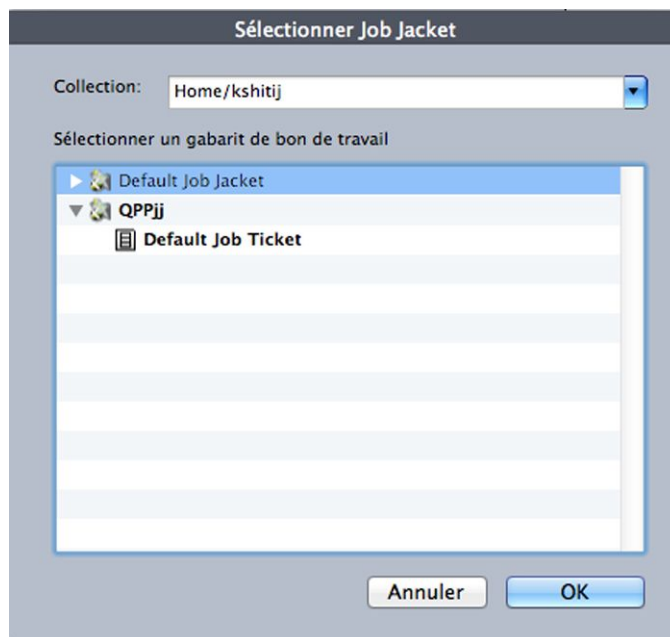 Sélectionner Job Jacket
Collection: Home/kshitij
Sélectionner un gabarit de bon de travail
Default Job Jacket
QPPjj
Default Job Ticket
Annuler OK